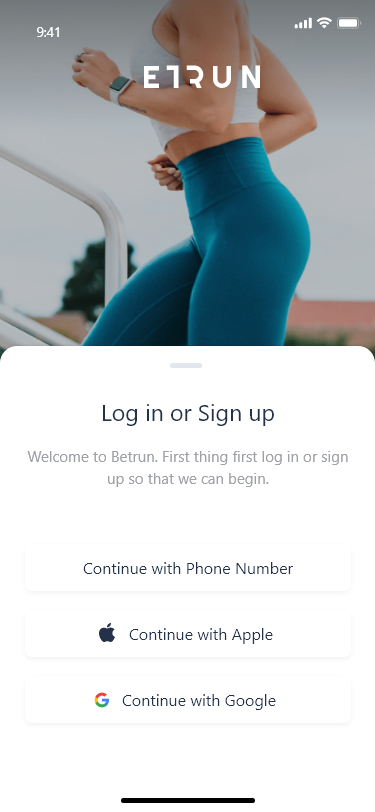 9:41
ETRUN
Log in or Sign up
Welcome to Betrun. First thing first log in or sign
up so that we can begin.
Continue with Phone Number
Continue with Apple
Continue with Google